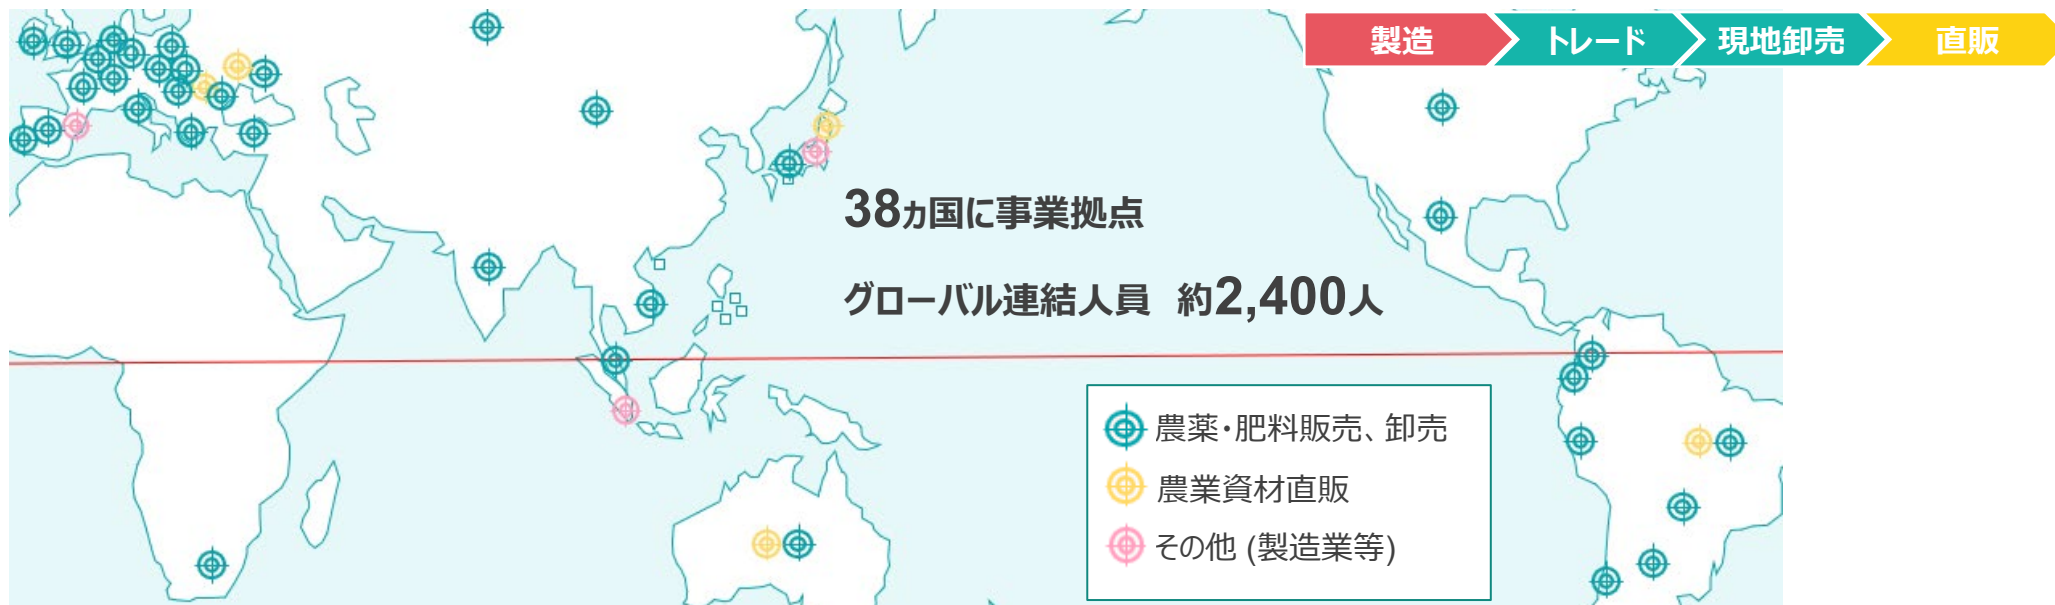 製造
トレード
現地卸売
直販
38ヵ国に事業拠点
グローバル連結人員 約2,400人
農薬・肥料販売、卸売
農業資材直販
その他 (製造業等)